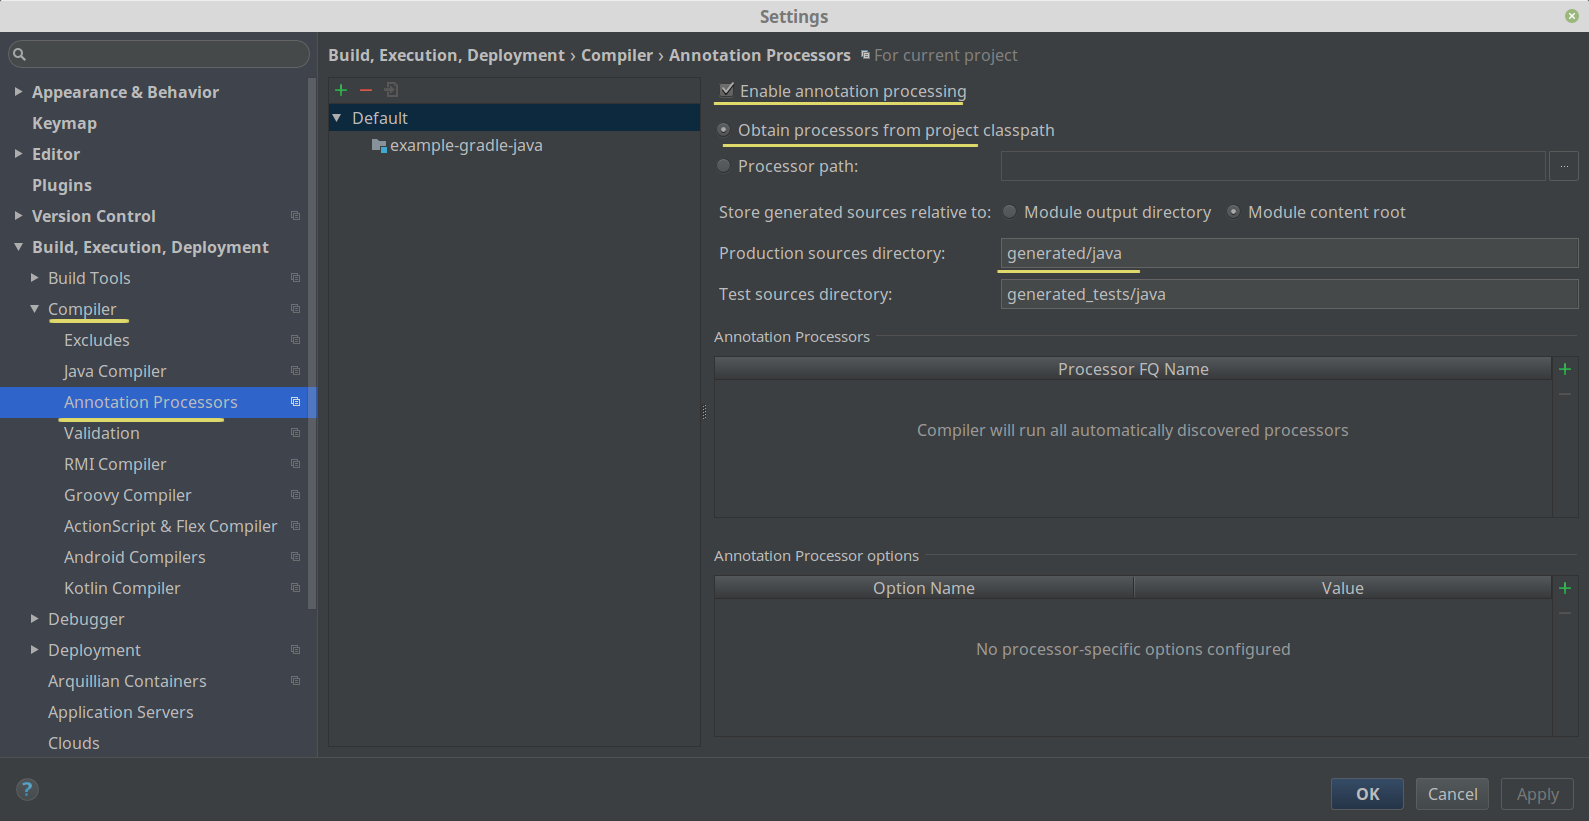 Settings
Appearance & Behavior
Keymap
Editor
Plugins
Version Control
Build, Execution, Deployment
Build Tools
Compiler
Excludes
Java Compiler
Annotation Processors
Validation
RMI Compiler
Groovy Compiler
ActionScript & Flex Compiler
Android Compilers
Kotlin Compiler
Debugger
Deployment
Arquillian Containers
Application Servers
Clouds
Build, Execution, Deployment › Compiler › Annotation Processors For current project
Default
example-gradle-java
Enable annotation processing
Obtain processors from project classpath
Processor path: ...
Store generated sources relative to: Module output directory Module content root
Production sources directory: generated/java
Test sources directory: generated_tests/java
Annotation Processors
Processor FQ Name
Compiler will run all automatically discovered processors
Annotation Processor options
Option Name Value
No processor-specific options configured
? OK Cancel Apply